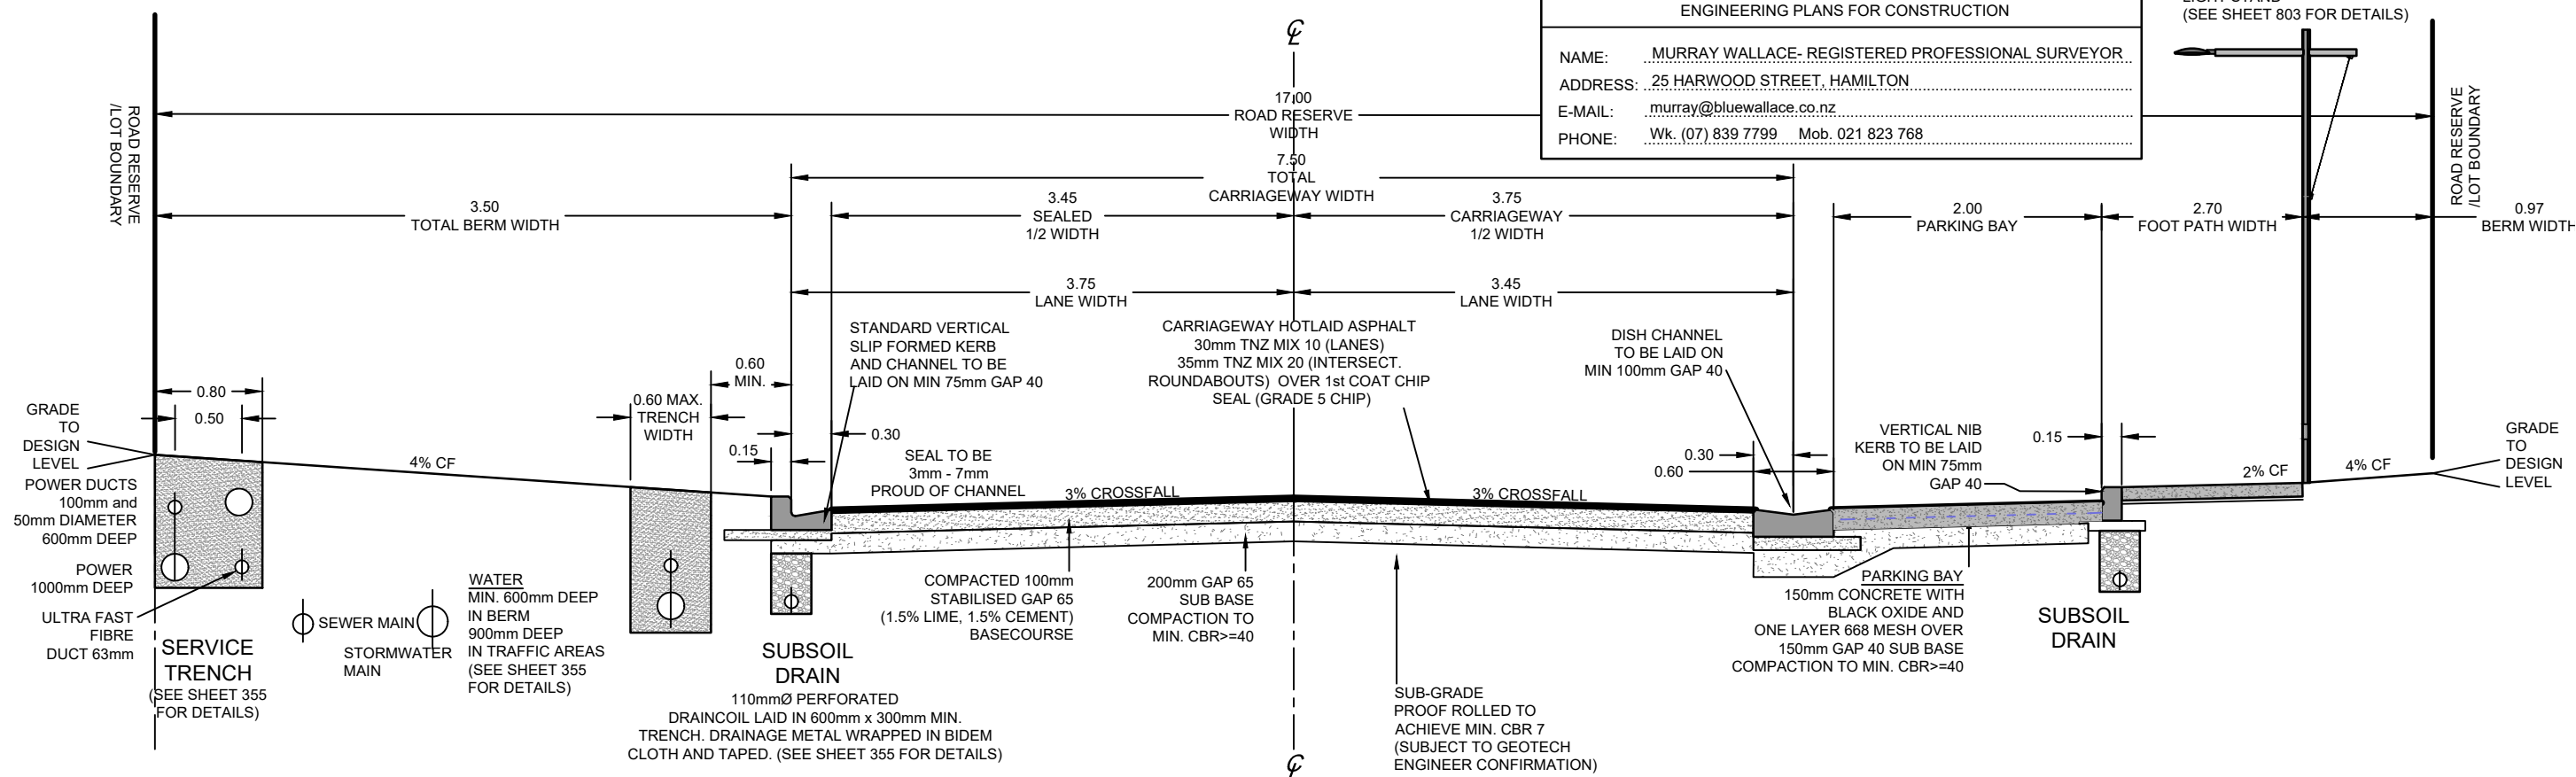 ENGINEERING PLANS FOR CONSTRUCTION
NAME: MURRAY WALLACE- REGISTERED PROFESSIONAL SURVEYOR
ADDRESS: 25 HARWOOD STREET, HAMILTON
E-MAIL: murray@bluewallace.co.nz
PHONE: Wk. (07) 839 7799 Mob. 021 823 768
(SEE SHEET 803 FOR DETAILS)
ROAD RESERVE
/LOT BOUNDARY
17.00
ROAD RESERVE
WIDTH
ROAD RESERVE
/LOT BOUNDARY
7.50
TOTAL
CARRIAGEWAY WIDTH
3.50
TOTAL BERM WIDTH
3.45
SEALED
1/2 WIDTH
3.75
CARRIAGEWAY
1/2 WIDTH
2.00
PARKING BAY
2.70
FOOT PATH WIDTH
0.97
BERM WIDTH
3.75
LANE WIDTH
3.45
LANE WIDTH
STANDARD VERTICAL
SLIP FORMED KERB
AND CHANNEL TO BE
LAID ON MIN 75mm GAP 40
CARRIAGEWAY HOTLAID ASPHALT
30mm TNZ MIX 10 (LANES)
35mm TNZ MIX 20 (INTERSECT.
ROUNDABOUTS) OVER 1st COAT CHIP
SEAL (GRADE 5 CHIP)
DISH CHANNEL
TO BE LAID ON
MIN 100mm GAP 40
0.80
0.50
0.60 MAX.
TRENCH
WIDTH
0.60
MIN.
0.30
0.15
SEAL TO BE
3mm - 7mm
PROUD OF CHANNEL
0.30
0.60
VERTICAL NIB
KERB TO BE LAID
ON MIN 75mm
GAP 40
0.15
GRADE
TO
DESIGN
LEVEL
4% CF
3% CROSSFALL
3% CROSSFALL
2% CF
4% CF
GRADE
TO
DESIGN
LEVEL
POWER DUCTS
100mm and
50mm DIAMETER
600mm DEEP
POWER
1000mm DEEP
ULTRA FAST
FIBRE
DUCT 63mm
SERVICE
TRENCH
(SEE SHEET 355
FOR DETAILS)
SEWER MAIN
STORMWATER
MAIN
WATER
MIN. 600mm DEEP
IN BERM
900mm DEEP
IN TRAFFIC AREAS
(SEE SHEET 355
FOR DETAILS)
SUBSOIL
DRAIN
110mmØ PERFORATED
DRAINCOIL LAID IN 600mm x 300mm MIN.
TRENCH. DRAINAGE METAL WRAPPED IN BIDEM
CLOTH AND TAPED. (SEE SHEET 355 FOR DETAILS)
COMPACTED 100mm
STABILISED GAP 65
(1.5% LIME, 1.5% CEMENT)
BASECOURSE
200mm GAP 65
SUB BASE
COMPACTION TO
MIN. CBR>=40
SUB-GRADE
PROOF ROLLED TO
ACHIEVE MIN. CBR 7
(SUBJECT TO GEOTECH
ENGINEER CONFIRMATION)
PARKING BAY
150mm CONCRETE WITH
BLACK OXIDE AND
ONE LAYER 668 MESH OVER
150mm GAP 40 SUB BASE
COMPACTION TO MIN. CBR>=40
SUBSOIL
DRAIN